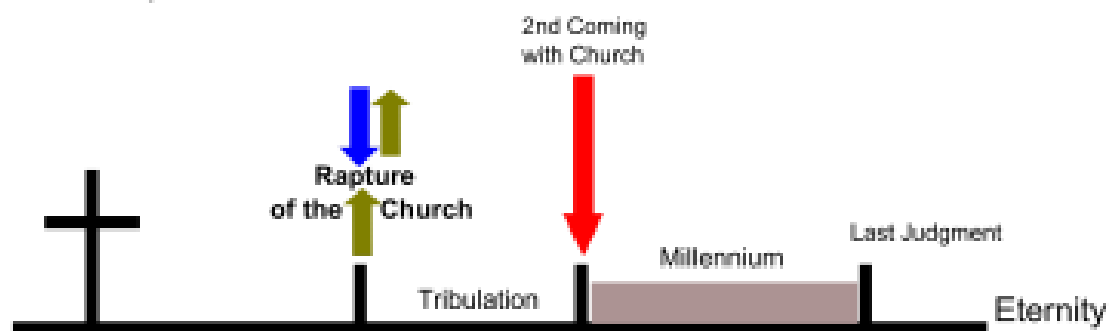 2nd Coming
with Church
Rapture
of the Church
Last Judgment
Millennium
Tribulation
Eternity